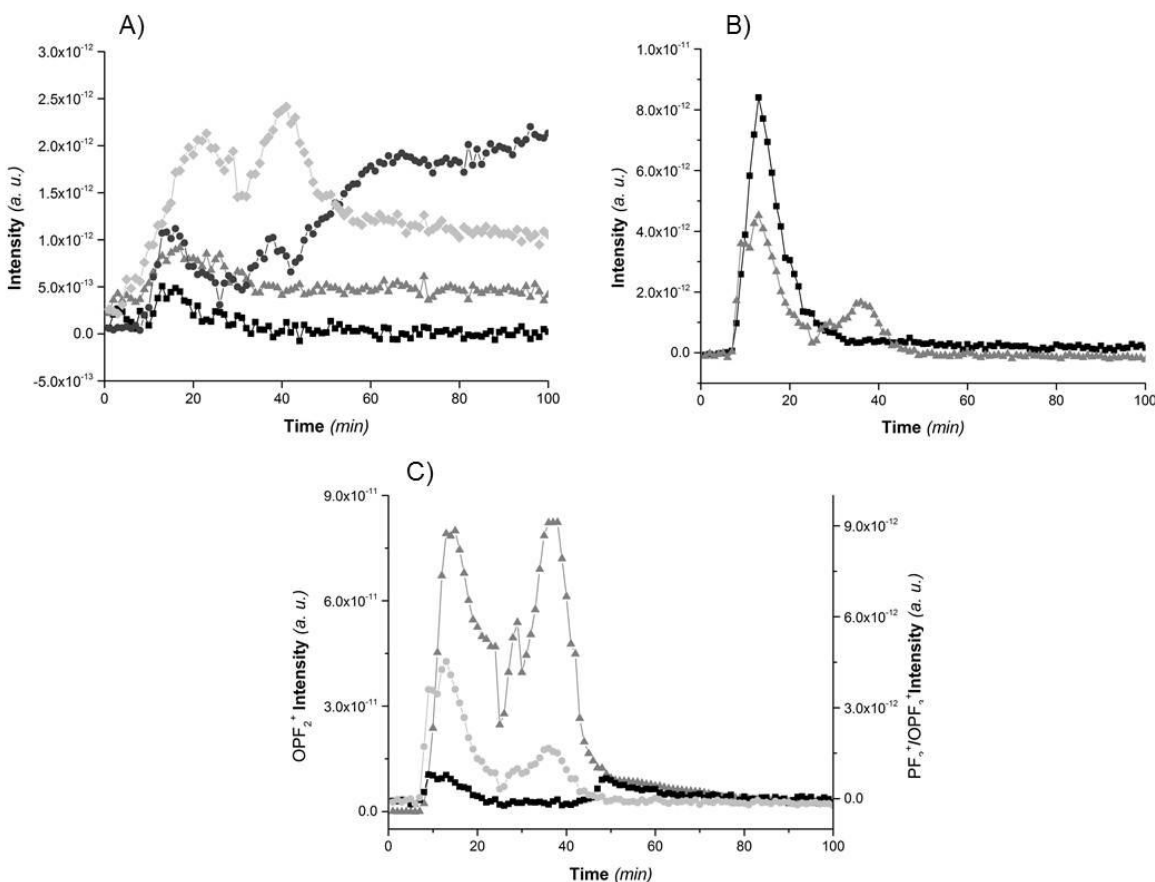 A)
3.0x10⁻¹²
2.5x10⁻¹²
2.0x10⁻¹²
1.5x10⁻¹²
1.0x10⁻¹²
5.0x10⁻¹³
0.0
-5.0x10⁻¹³
Intensity (a. u.)
0 20 40 60 80 100
Time (min)
B)
1.0x10⁻¹¹
8.0x10⁻¹²
6.0x10⁻¹²
4.0x10⁻¹²
2.0x10⁻¹²
0.0
Intensity (a. u.)
0 20 40 60 80 100
Time (min)
C)
9.0x10⁻¹¹
6.0x10⁻¹¹
3.0x10⁻¹¹
0.0
OPF₂⁺ Intensity (a. u.)
9.0x10⁻¹²
6.0x10⁻¹²
3.0x10⁻¹²
0.0
Intensity (a. u.)
0 20 40 60 80 100
Time (min)